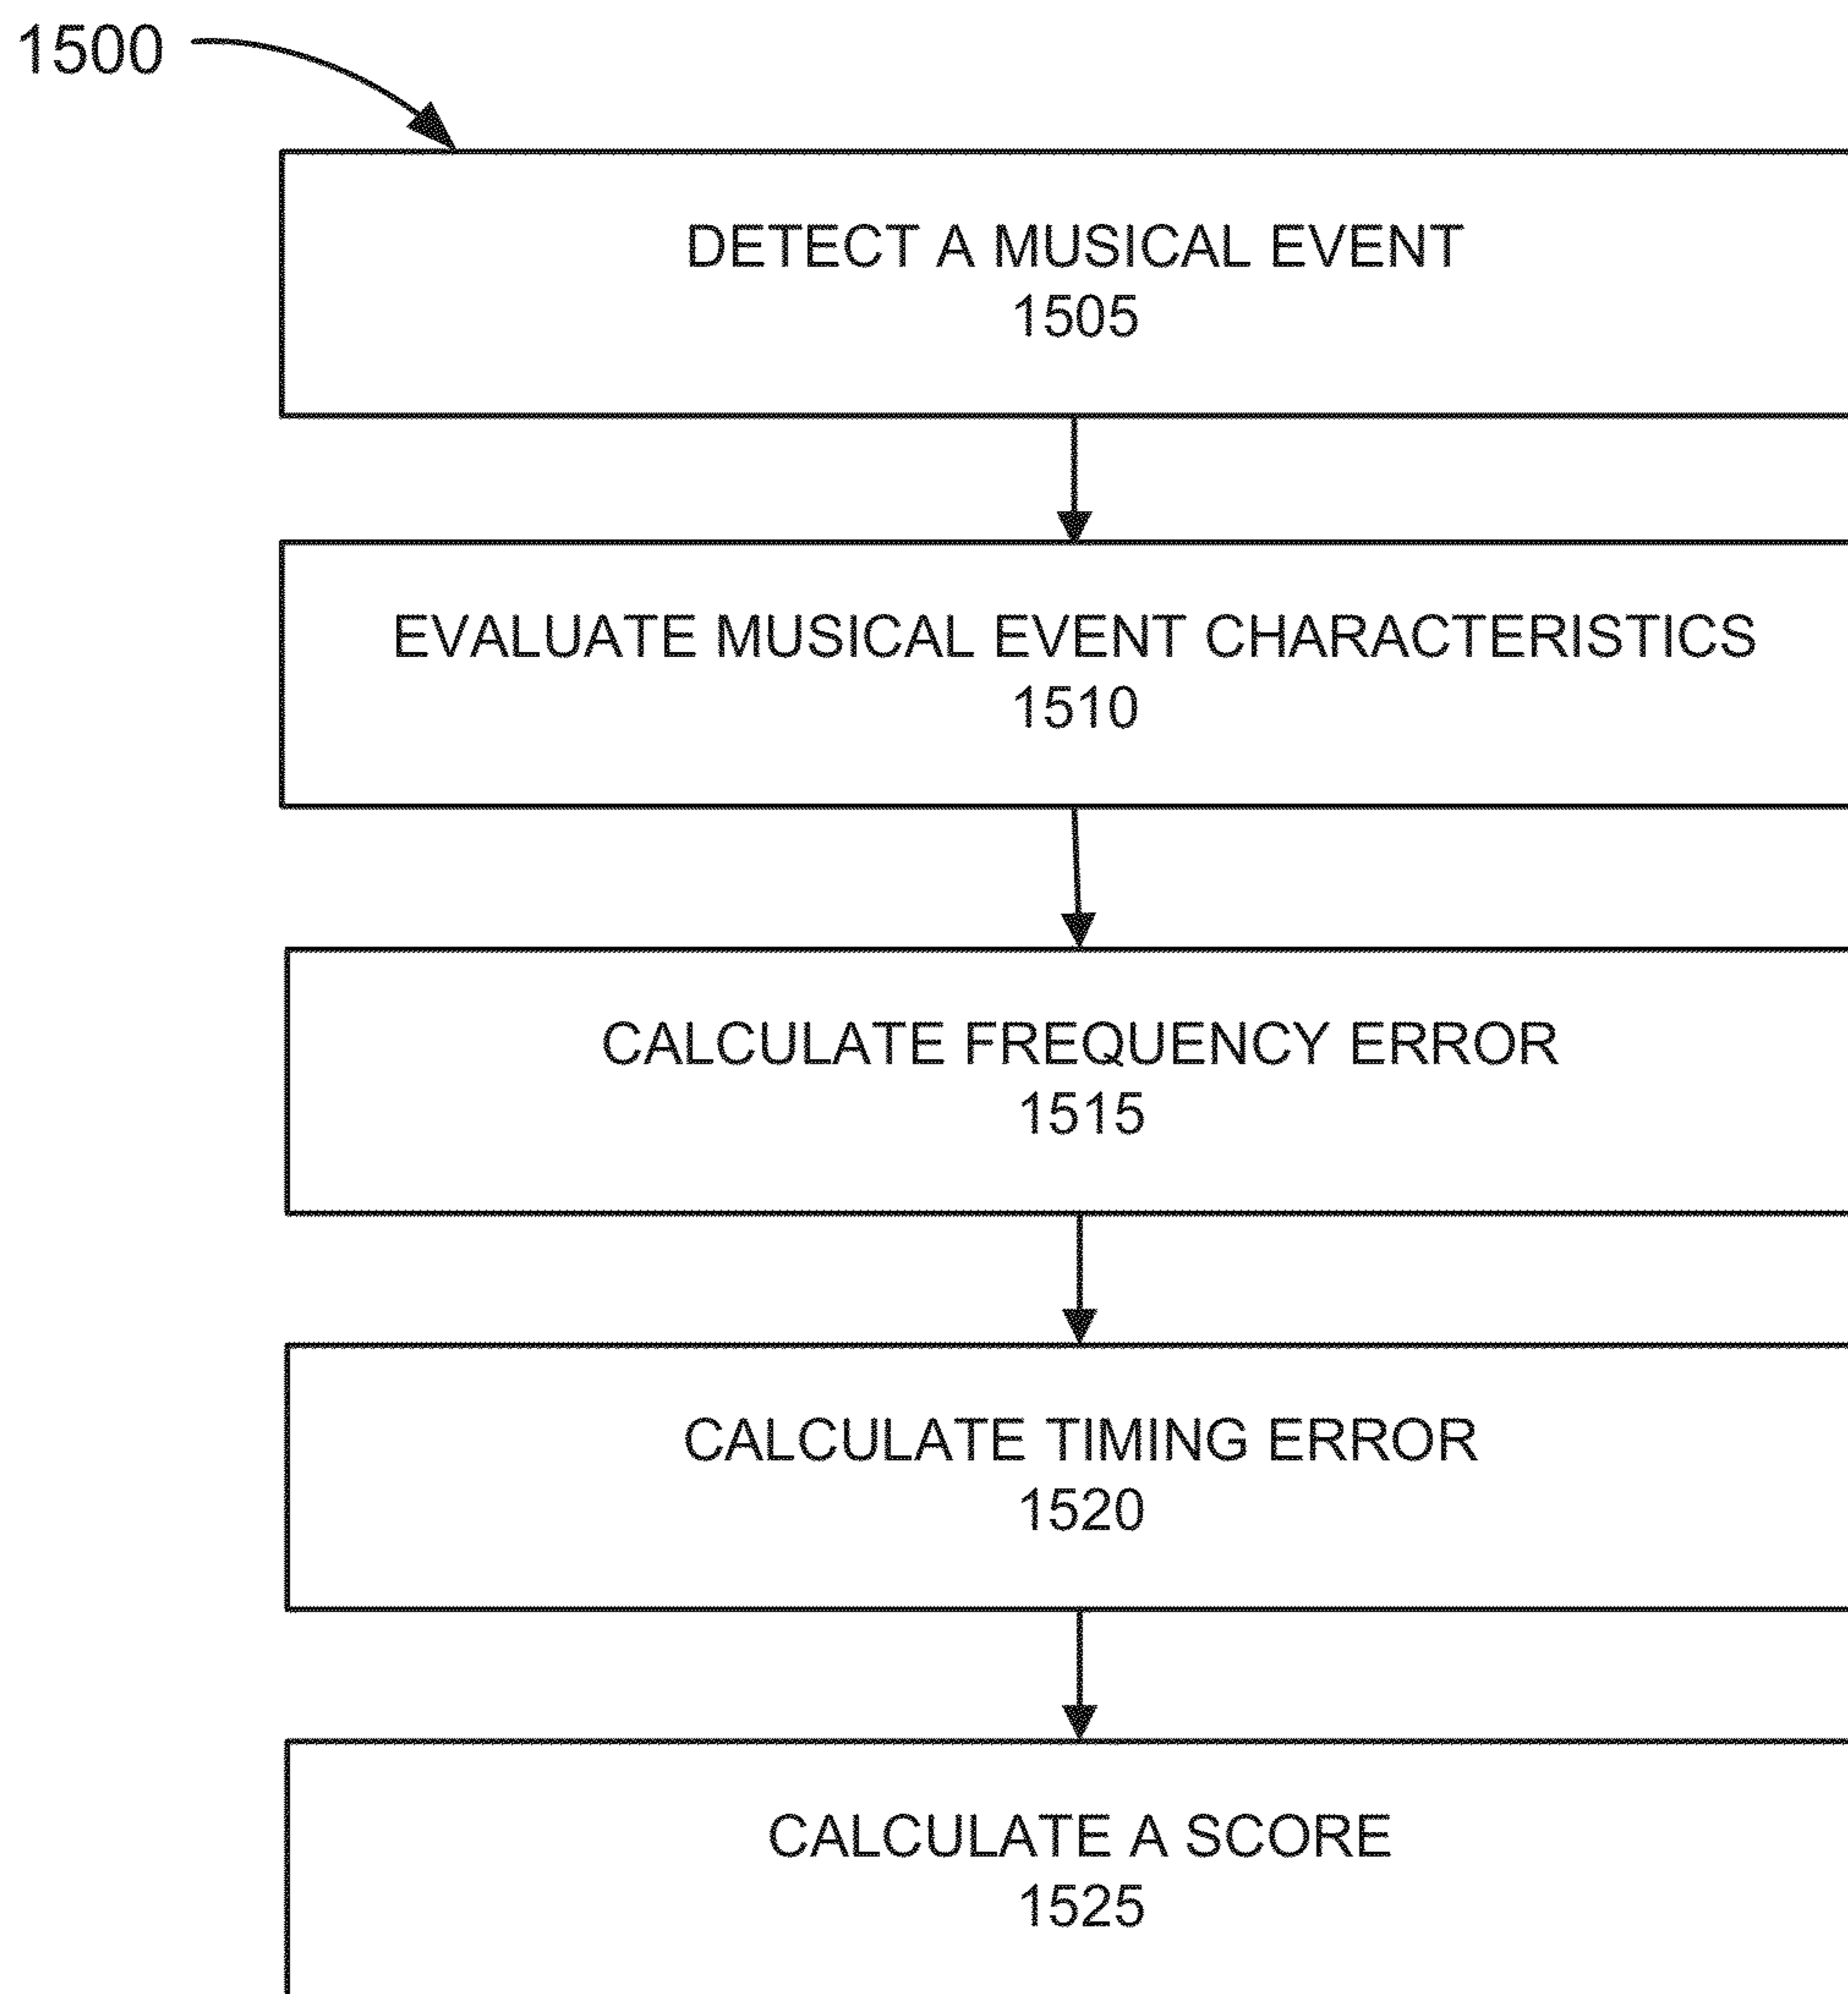 1500
DETECT A MUSICAL EVENT
1505
EVALUATE MUSICAL EVENT CHARACTERISTICS
1510
CALCULATE FREQUENCY ERROR
1515
CALCULATE TIMING ERROR
1520
CALCULATE A SCORE
1525